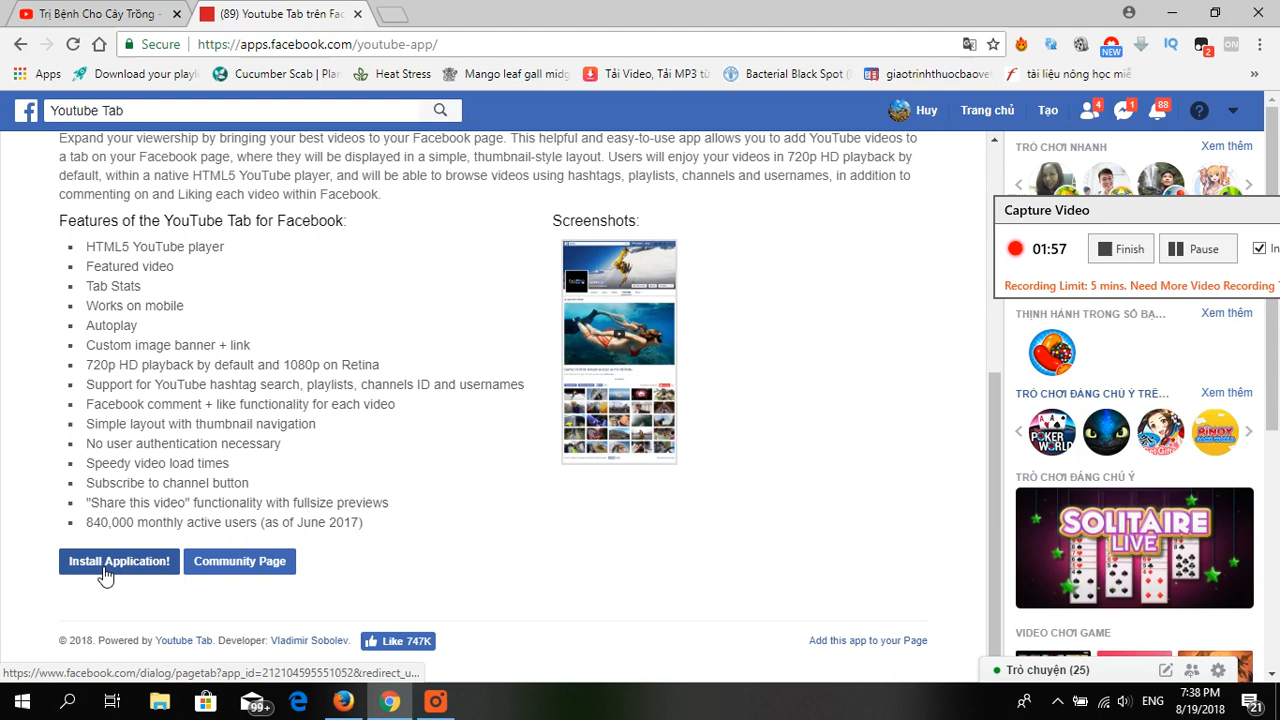 Trị Bệnh Cho Cây Trồng -
(89) Youtube Tab trên Fac
Secure
https://apps.facebook.com/youtube-app/
NEW
IQ
2
ON
Apps
Download your playli
Cucumber-Scab | Plan
Heat Stress
Mango leaf gall midg
Tải Video, Tải MP3 từ
Bacterial Black Spot (
giaotrinhthuocbaovet
tài liệu nông học miễ
Youtube Tab
Huy
Trang chủ
Tạo
4
1
88
Expand your viewership by bringing your best videos to your Facebook page. This helpful and easy-to-use app allows you to add YouTube videos to
a tab on your Facebook page, where they will be displayed in a simple, thumbnail-style layout. Users will enjoy your videos in 720p HD playback by
default, within a native HTML5 YouTube player, and will be able to browse videos using hashtags, playlists, channels and usernames, in addition to
commenting on and Liking each video within Facebook.
Features of the YouTube Tab for Facebook:
HTML5 YouTube player
Featured video
Tab Stats
Works on mobile
Autoplay
Custom image banner + link
720p HD playback by default and 1080p on Retina
Support for YouTube hashtag search, playlists, channels ID and usernames
Facebook comment + like functionality for each video
Simple layout with thumbnail navigation
No user authentication necessary
Speedy video load times
Subscribe to channel button
"Share this video" functionality with fullsize previews
840,000 monthly active users (as of June 2017)
Screenshots:
Install Application!
Community Page
© 2018. Powered by Youtube Tab. Developer: Vladimir Sobolev.
Like 747K
Add this app to your Page
https://www.facebook.com/dialog/pagetab?app_id=212104595551052&redirect_u...
TRÒ CHƠI NHANH
Xem thêm
Capture Video
01:57
Finish
Pause
In
Recording Limit: 5 mins. Need More Video Recording
THỊNH HÀNH TRONG SỐ BẠ...
Xem thêm
TRÒ CHƠI ĐÁNG CHÚ Ý TRÊ...
Xem thêm
POKER
WORLD
TRÒ CHƠI ĐÁNG CHÚ Ý
SOLITAIRE
LIVE
VIDEO CHƠI GAME
Trò chuyện (25)
99+
ENG
7:38 PM
8/19/2018
21